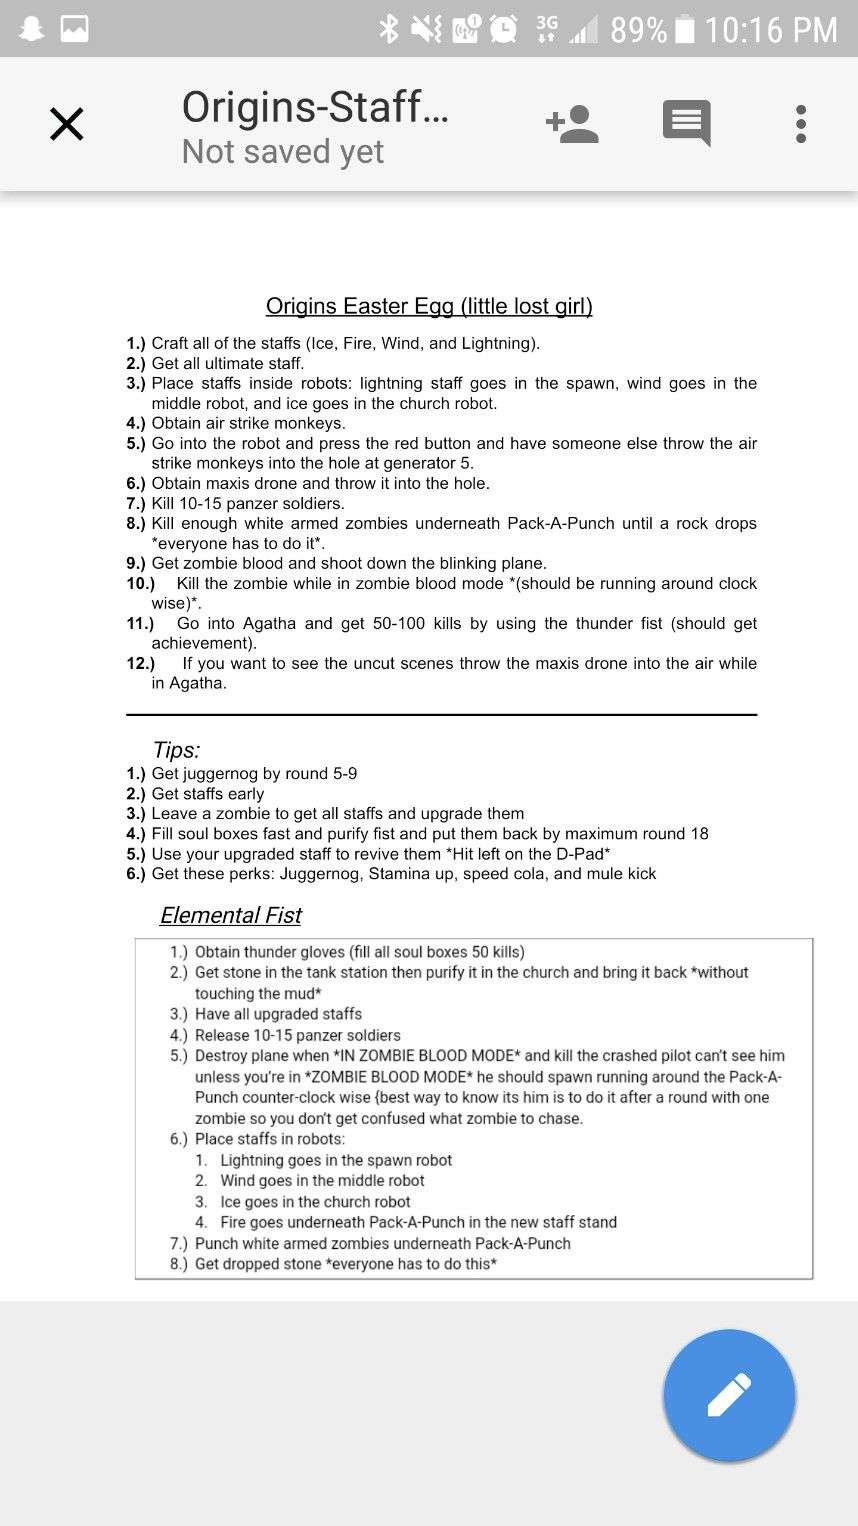 3G 89% 10:16 PM
Origins-Staff...
Not saved yet
Origins Easter Egg (little lost girl)
1.) Craft all of the staffs (Ice, Fire, Wind, and Lightning).
2.) Get all ultimate staff.
3.) Place staffs inside robots: lightning staff goes in the spawn, wind goes in the
middle robot, and ice goes in the church robot.
4.) Obtain air strike monkeys.
5.) Go into the robot and press the red button and have someone else throw the air
strike monkeys into the hole at generator 5.
6.) Obtain maxis drone and throw it into the hole.
7.) Kill 10-15 panzer soldiers.
8.) Kill enough white armed zombies underneath Pack-A-Punch until a rock drops
*everyone has to do it*.
9.) Get zombie blood and shoot down the blinking plane.
10.) Kill the zombie while in zombie blood mode *(should be running around clock
wise)*.
11.) Go into Agatha and get 50-100 kills by using the thunder fist (should get
achievement).
12.) If you want to see the uncut scenes throw the maxis drone into the air while
in Agatha.
Tips:
1.) Get juggernog by round 5-9
2.) Get staffs early
3.) Leave a zombie to get all staffs and upgrade them
4.) Fill soul boxes fast and purify fist and put them back by maximum round 18
5.) Use your upgraded staff to revive them *Hit left on the D-Pad*
6.) Get these perks: Juggernog, Stamina up, speed cola, and mule kick
Elemental Fist
1.) Obtain thunder gloves (fill all soul boxes 50 kills)
2.) Get stone in the tank station then purify it in the church and bring it back *without
touching the mud*
3.) Have all upgraded staffs
4.) Release 10-15 panzer soldiers
5.) Destroy plane when *IN ZOMBIE BLOOD MODE* and kill the crashed pilot can't see him
unless you're in *ZOMBIE BLOOD MODE* he should spawn running around the Pack-A-
Punch counter-clock wise {best way to know its him is to do it after a round with one
zombie so you don't get confused what zombie to chase.
6.) Place staffs in robots:
1. Lightning goes in the spawn robot
2. Wind goes in the middle robot
3. Ice goes in the church robot
4. Fire goes underneath Pack-A-Punch in the new staff stand
7.) Punch white armed zombies underneath Pack-A-Punch
8.) Get dropped stone *everyone has to do this*